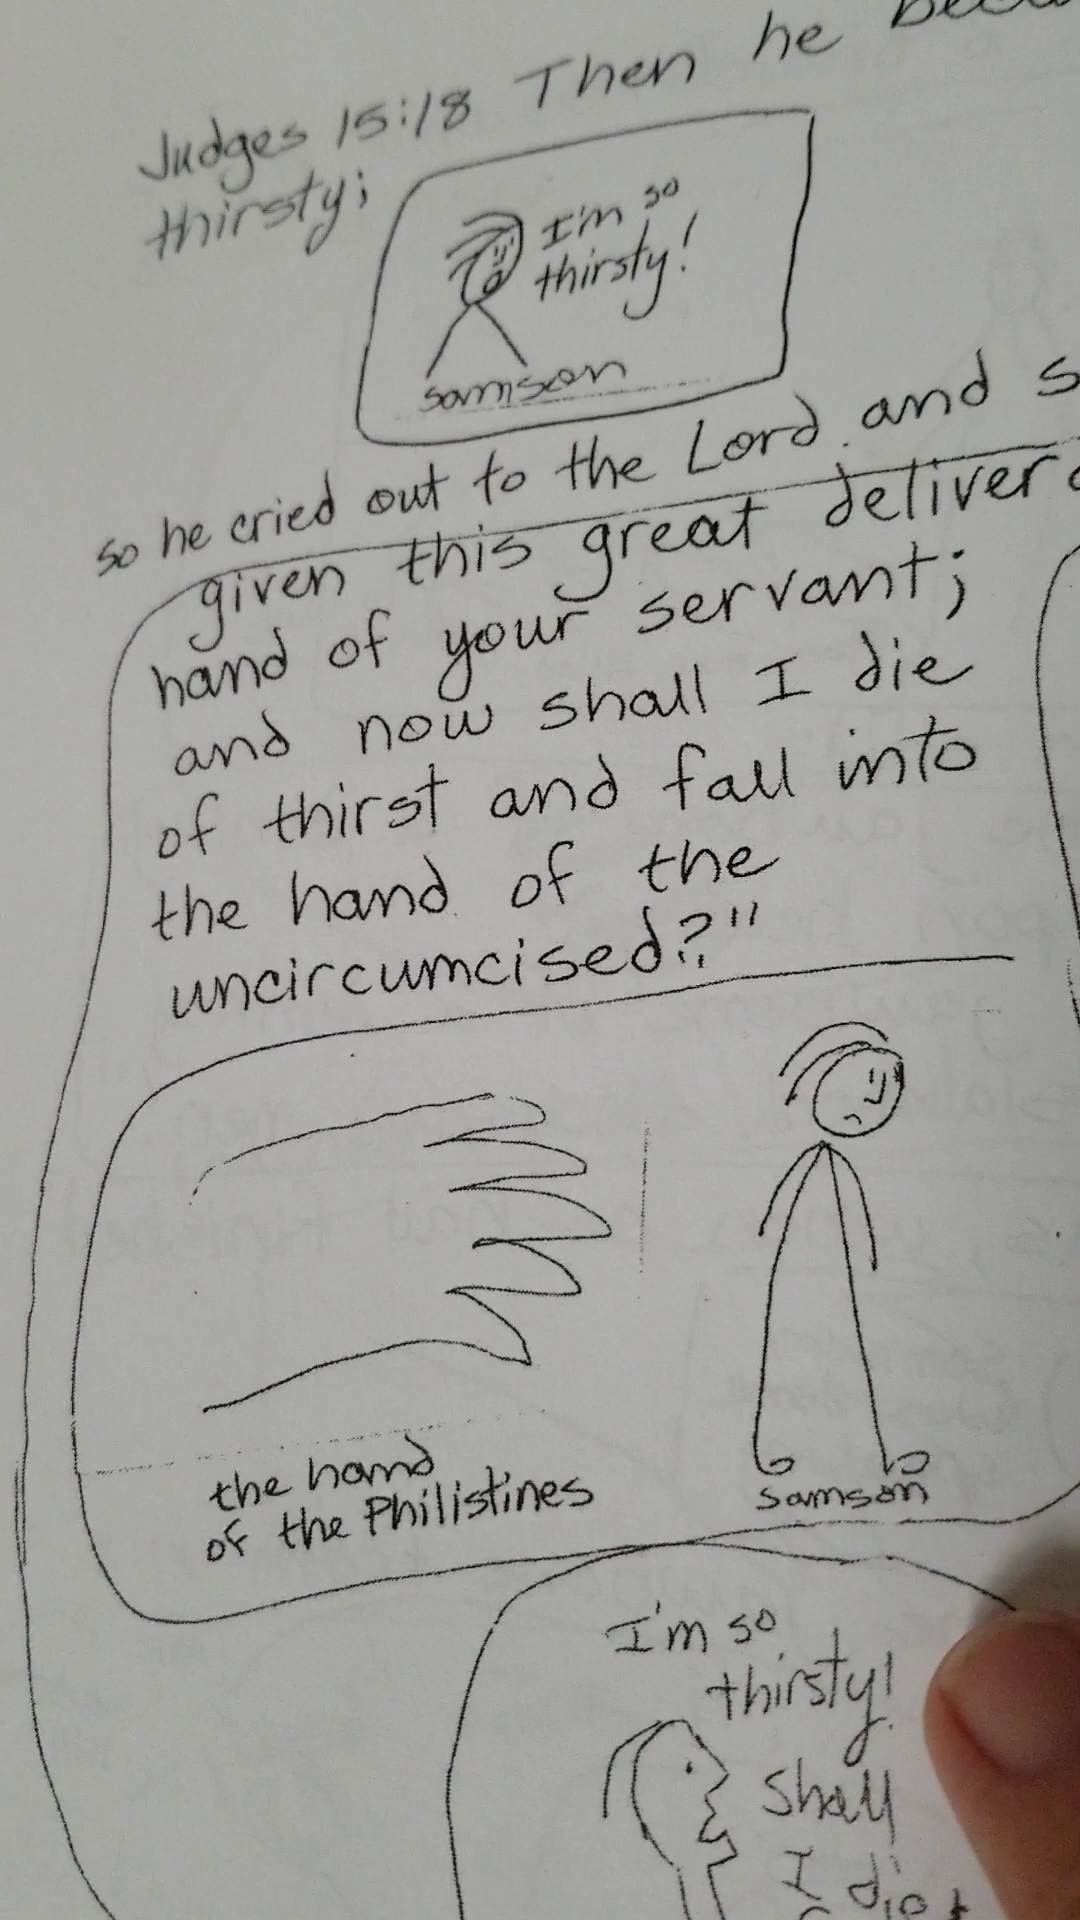 Judges 15:18 Then he
thirsty;
I'm so
thirsty!
samson
so he cried out to the Lord and
given this great
hand of your servant;
and now shall I die
of thirst and fall into
the hand of the
uncircumcised?"
the hand
of the Philistines
samson
I'm so
thirsty!
Shall
I die